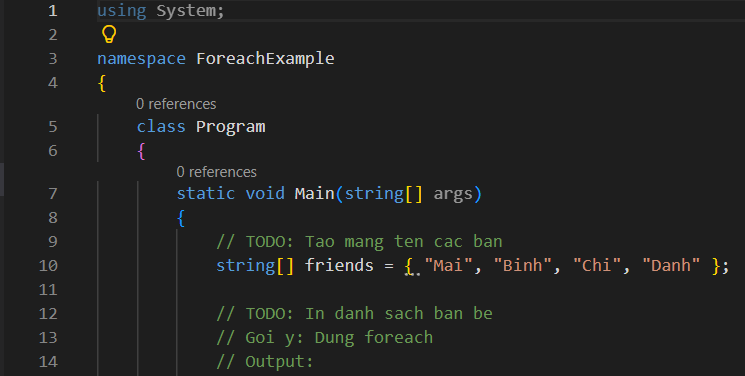 1 using System;
2
3 namespace ForeachExample
4 {
0 references
5 class Program
6 {
0 references
7 static void Main(string[] args)
8 {
9 // TODO: Tao mang ten cac ban
10 string[] friends = { "Mai", "Binh", "Chi", "Danh" };
11
12 // TODO: In danh sach ban be
13 // Goi y: Dung foreach
14 // Output: